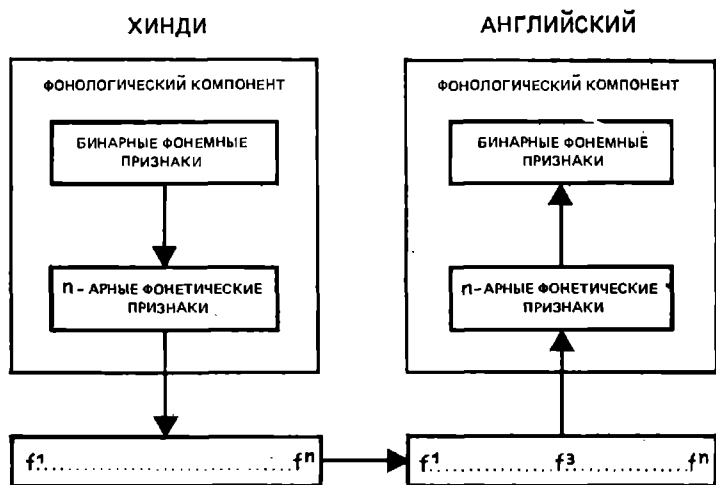 ХИНДИ
ФОНОЛОГИЧЕСКИЙ КОМПОНЕНТ
БИНАРНЫЕ ФОНЕМНЫЕ
ПРИЗНАКИ
n – АРНЫЕ ФОНЕТИЧЕСКИЕ
ПРИЗНАКИ
f¹..............................fⁿ
АНГЛИЙСКИЙ
ФОНОЛОГИЧЕСКИЙ КОМПОНЕНТ
БИНАРНЫЕ ФОНЕМНЫЕ
ПРИЗНАКИ
n – АРНЫЕ ФОНЕТИЧЕСКИЕ
ПРИЗНАКИ
f¹...............f³...............fⁿ